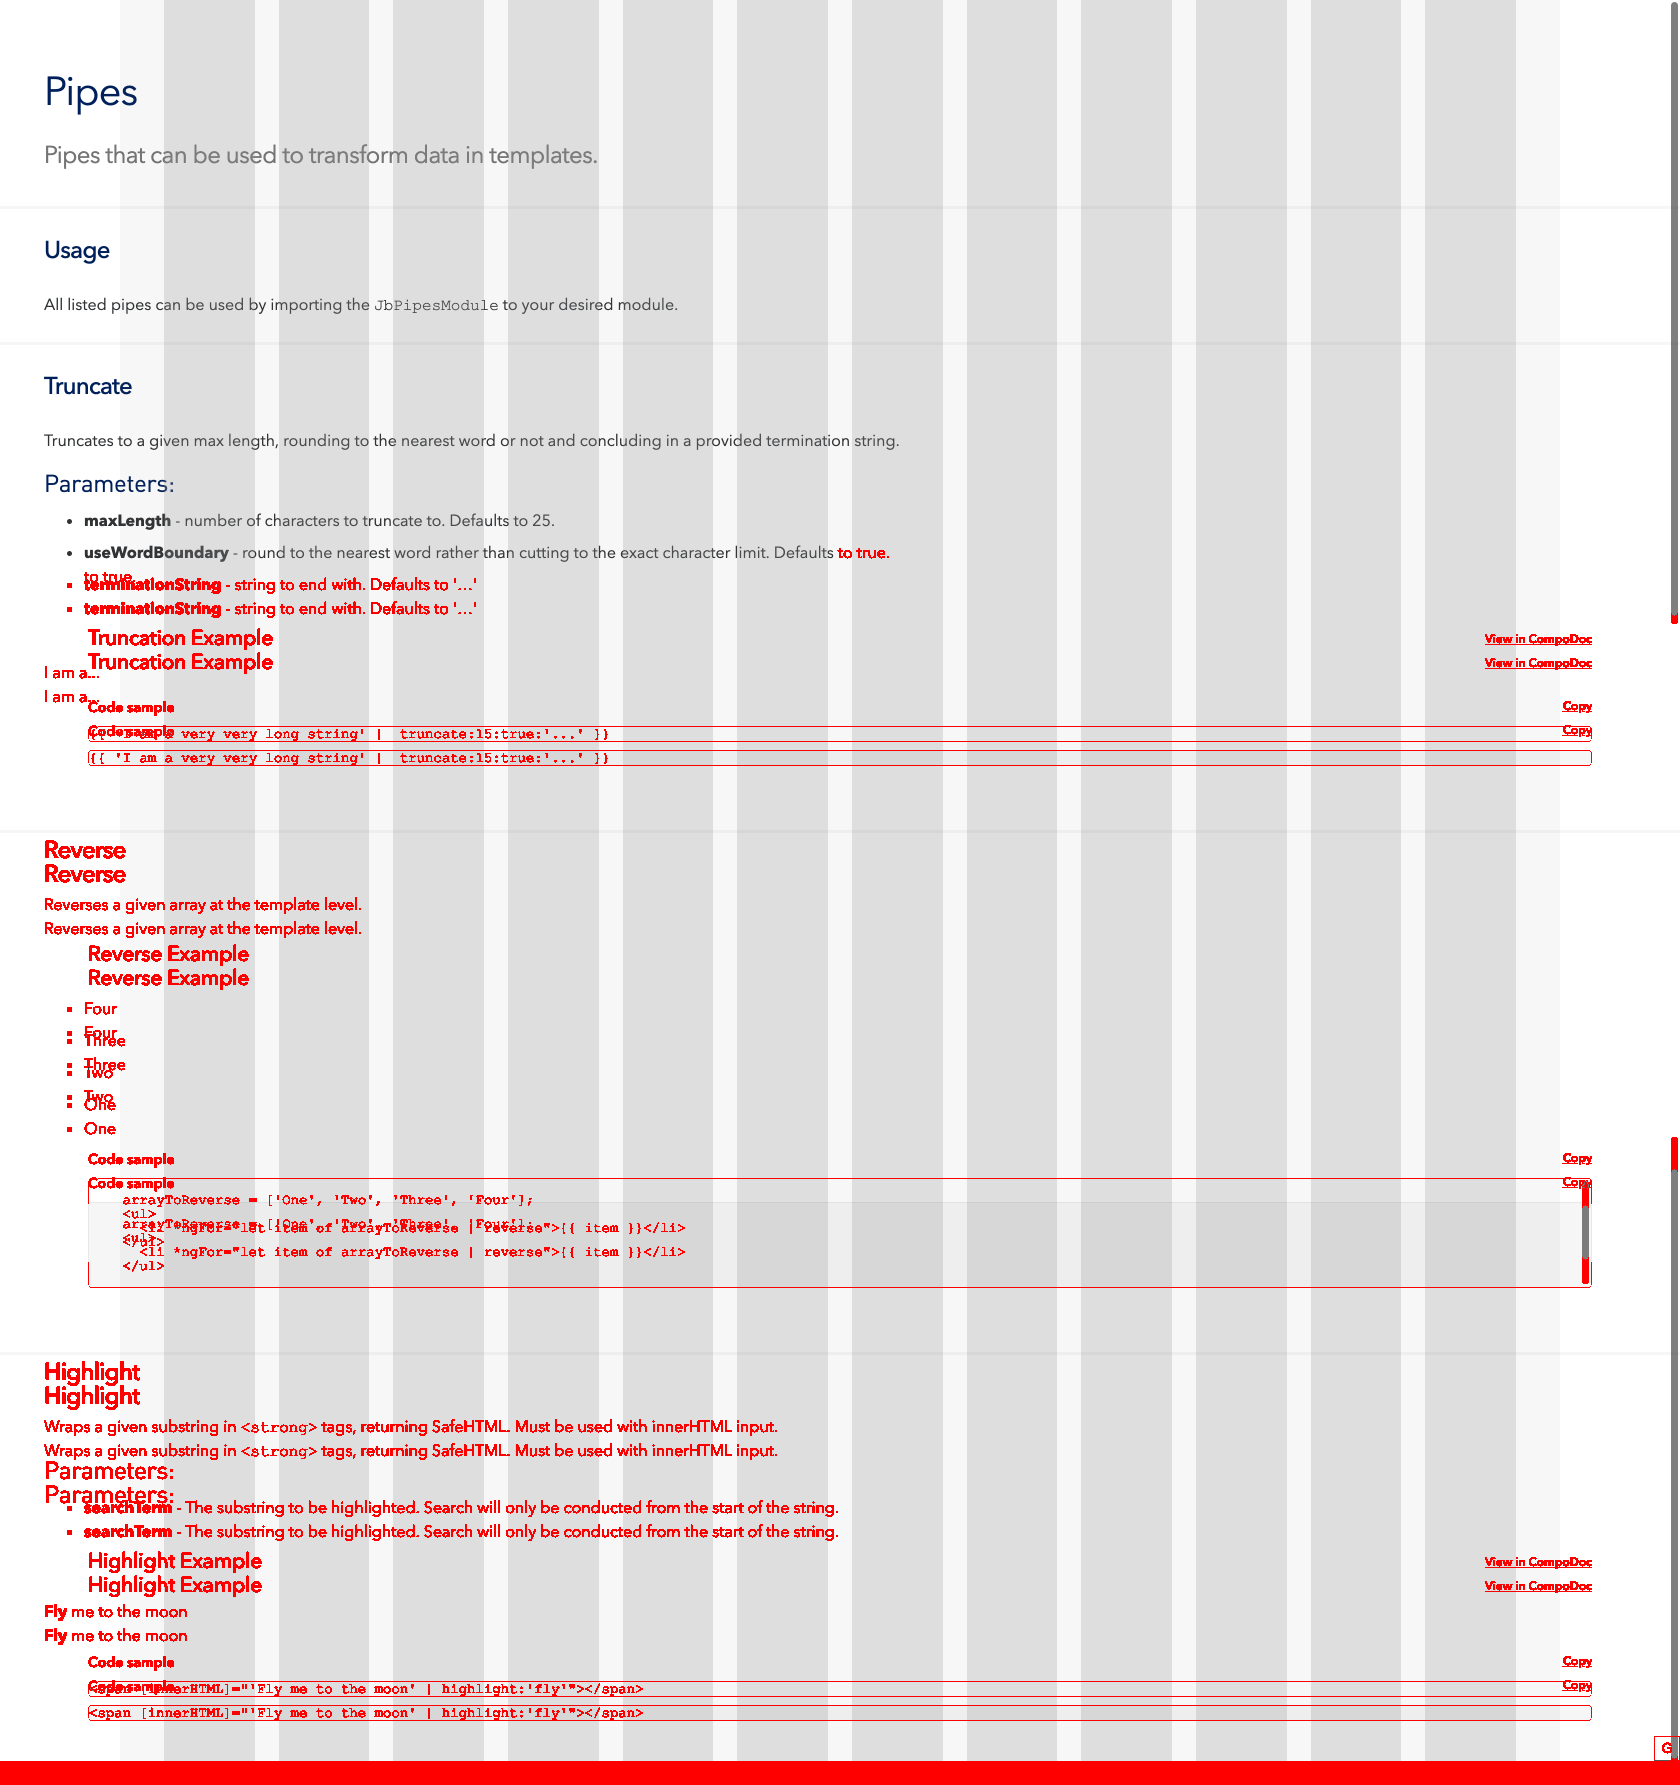 Pipes
Pipes that can be used to transform data in templates.
Usage
All listed pipes can be used by importing the JbPipesModule to your desired module.
Truncate
Truncates to a given max length, rounding to the nearest word or not and concluding in a provided termination string.
Parameters:
• maxLength - number of characters to truncate to. Defaults to 25.
• useWordBoundary - round to the nearest word rather than cutting to the exact character limit. Defaults to true.
to true.
▪ terminationString - string to end with. Defaults to '...'
▪ terminationString - string to end with. Defaults to '...'
Truncation Example View in CompoDoc
Truncation Example View in CompoDoc
I am a...
I am a...
Code sample Copy
Code sample Copy
{{ 'I am a very very long string' |  truncate:15:true:'...' }}
{{ 'I am a very very long string' |  truncate:15:true:'...' }}
Reverse
Reverse
Reverses a given array at the template level.
Reverses a given array at the template level.
Reverse Example
Reverse Example
▪ Four
▪ Four
▪ Three
▪ Three
▪ Two
▪ Two
▪ One
▪ One
Code sample Copy
Code sample Copy
arrayToReverse = ['One', 'Two', 'Three', 'Four'];
<ul>
arrayToReverse = ['One', 'Two', 'Three', 'Four'];
<li *ngFor="let item of arrayToReverse | reverse">{{ item }}</li>
<ul>
</ul>
<li *ngFor="let item of arrayToReverse | reverse">{{ item }}</li>
</ul>
Highlight
Highlight
Wraps a given substring in <strong> tags, returning SafeHTML. Must be used with innerHTML input.
Wraps a given substring in <strong> tags, returning SafeHTML. Must be used with innerHTML input.
Parameters:
Parameters:
▪ searchTerm - The substring to be highlighted. Search will only be conducted from the start of the string.
▪ searchTerm - The substring to be highlighted. Search will only be conducted from the start of the string.
Highlight Example View in CompoDoc
Highlight Example View in CompoDoc
Fly me to the moon
Fly me to the moon
Code sample Copy
Code sample Copy
<span [innerHTML]="'Fly me to the moon' | highlight:'fly'"></span>
<span [innerHTML]="'Fly me to the moon' | highlight:'fly'"></span>
G